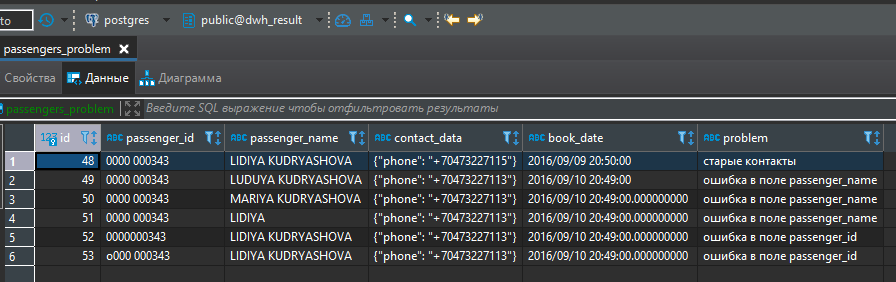 to postgres public@dwh_result
passengers_problem
Свойства Данные Диаграмма
passengers_problem Введите SQL выражение чтобы отфильтровать результаты
123 id ABC passenger_id ABC passenger_name ABC contact_data ABC book_date ABC problem
1 48 0000 000343 LIDIYA KUDRYASHOVA {"phone": "+70473227115"} 2016/09/09 20:50:00 старые контакты
2 49 0000 000343 LUDUYA KUDRYASHOVA {"phone": "+70473227113"} 2016/09/10 20:49:00 ошибка в поле passenger_name
3 50 0000 000343 MARIYA KUDRYASHOVA {"phone": "+70473227113"} 2016/09/10 20:49:00.000000000 ошибка в поле passenger_name
4 51 0000 000343 LIDIYA {"phone": "+70473227113"} 2016/09/10 20:49:00.000000000 ошибка в поле passenger_name
5 52 0000000343 LIDIYA KUDRYASHOVA {"phone": "+70473227113"} 2016/09/10 20:49:00.000000000 ошибка в поле passenger_id
6 53 o000 000343 LIDIYA KUDRYASHOVA {"phone": "+70473227113"} 2016/09/10 20:49:00.000000000 ошибка в поле passenger_id